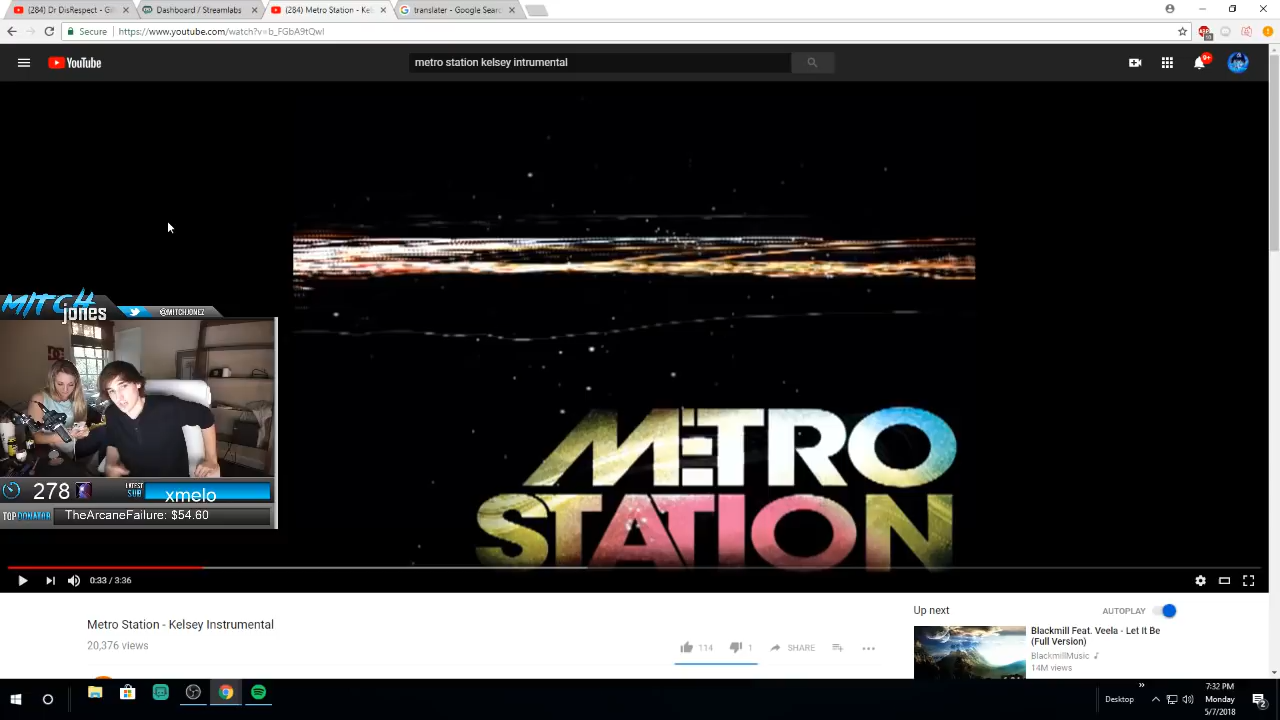 (284) Dr DisRespect - G
Dashboard / Streamlabs
(284) Metro Station - Kel
translater - Google Sear
Secure
https://www.youtube.com/watch?v=b_FGbA9tQwI
YouTube
metro station kelsey intrumental
9+
METRO
STATION
MITCH
jones
@MITCHJONEZ
278
LATEST
SUB
xmelo
TOP DONATOR
TheArcaneFailure: $54.60
0:33 / 3:36
Metro Station - Kelsey Instrumental
20,376 views
114
1
SHARE
Up next
AUTOPLAY
Blackmill Feat. Veela - Let It Be
(Full Version)
BlackmillMusic
14M views
Desktop
7:32 PM
Monday
5/7/2018
2